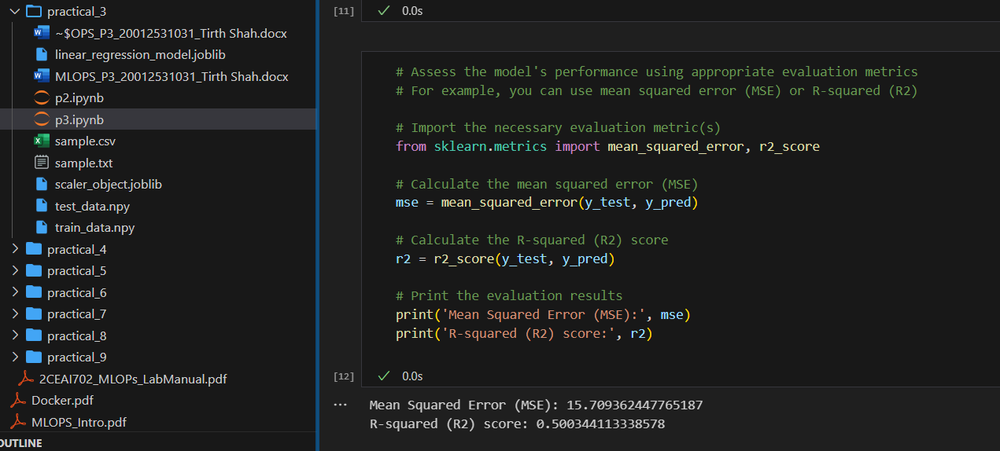 practical_3
~$OPS_P3_20012531031_Tirth Shah.docx
linear_regression_model.joblib
MLOPS_P3_20012531031_Tirth Shah.docx
p2.ipynb
p3.ipynb
sample.csv
sample.txt
scaler_object.joblib
test_data.npy
train_data.npy
practical_4
practical_5
practical_6
practical_7
practical_8
practical_9
2CEAI702_MLOPs_LabManual.pdf
Docker.pdf
MLOPS_Intro.pdf
OUTLINE
[11] 0.0s
# Assess the model's performance using appropriate evaluation metrics
# For example, you can use mean squared error (MSE) or R-squared (R2)
# Import the necessary evaluation metric(s)
from sklearn.metrics import mean_squared_error, r2_score
# Calculate the mean squared error (MSE)
mse = mean_squared_error(y_test, y_pred)
# Calculate the R-squared (R2) score
r2 = r2_score(y_test, y_pred)
# Print the evaluation results
print('Mean Squared Error (MSE):', mse)
print('R-squared (R2) score:', r2)
[12] 0.0s
... Mean Squared Error (MSE): 15.709362447765187
R-squared (R2) score: 0.500344113338578